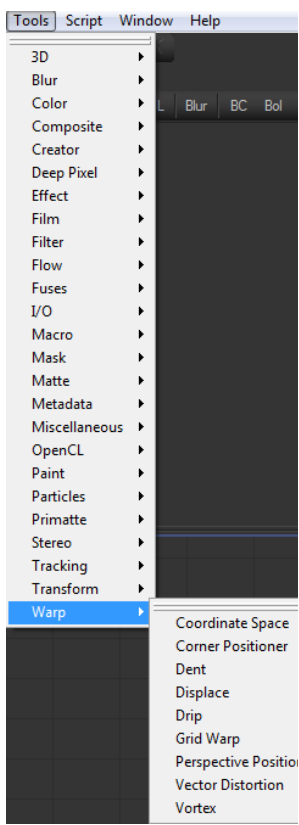 Tools Script Window Help
3D
Blur
Color
Composite
Creator
Deep Pixel
Effect
Film
Filter
Flow
Fuses
I/O
Macro
Mask
Matte
Metadata
Miscellaneous
OpenCL
Paint
Particles
Primatte
Stereo
Tracking
Transform
Warp
L Blur BC Bol
Coordinate Space
Corner Positioner
Dent
Displace
Drip
Grid Warp
Perspective Position
Vector Distortion
Vortex